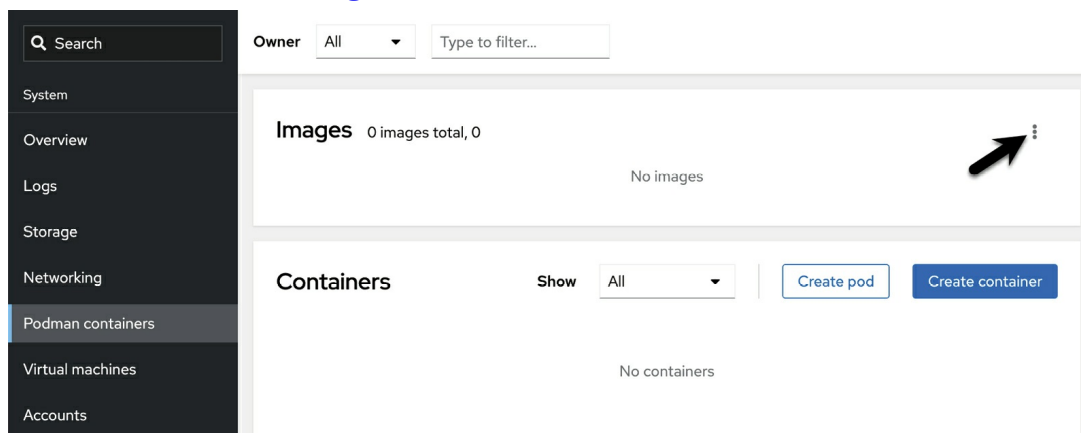 Search
System
Overview
Logs
Storage
Networking
Podman containers
Virtual machines
Accounts
Owner All Type to filter...
Images 0 images total, 0
No images
Containers Show All Create pod Create container
No containers